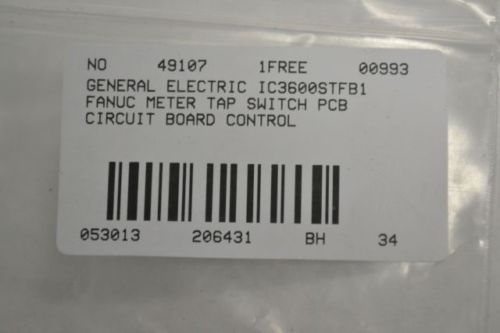 NO 49107 1FREE 00993
GENERAL ELECTRIC IC3600STFB1
FANUC METER TAP SWITCH PCB
CIRCUIT BOARD CONTROL
053013 206431 BH 34